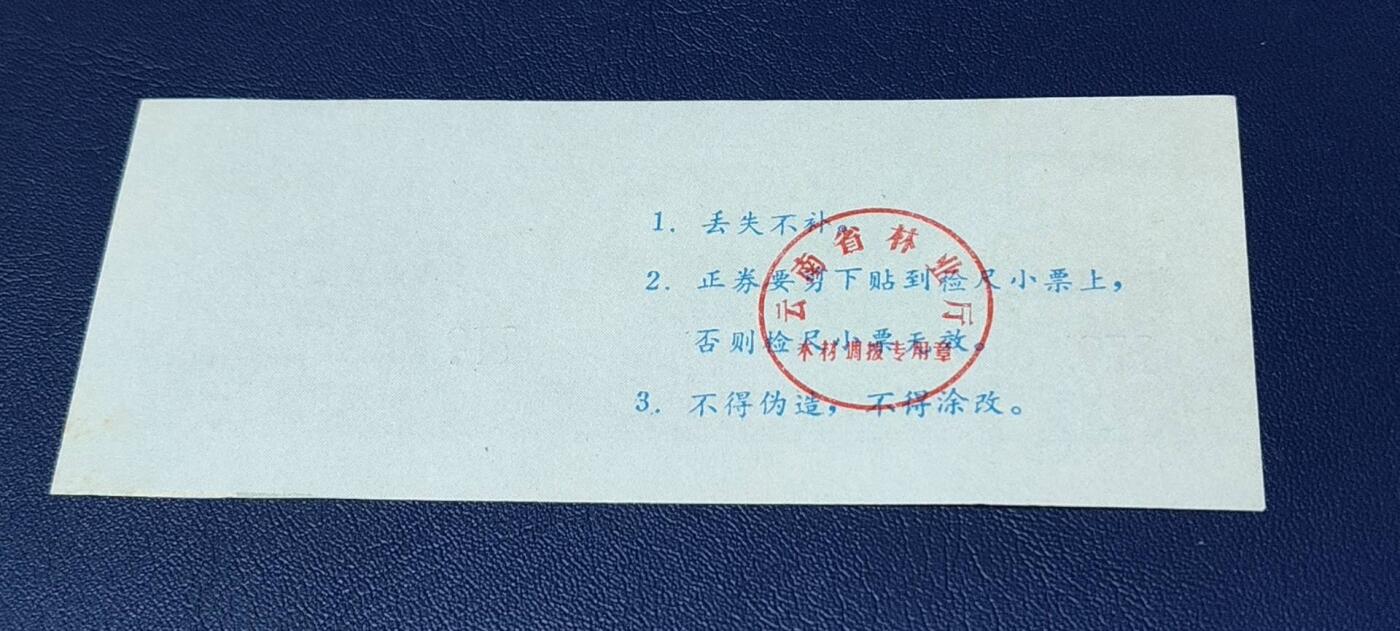 1. 丢失不补。
2. 正券要剪下贴到检尺小票上，
否则检尺小票无效。
3. 不得伪造，不得涂改。
云南省林业厅
木材调拨专用章